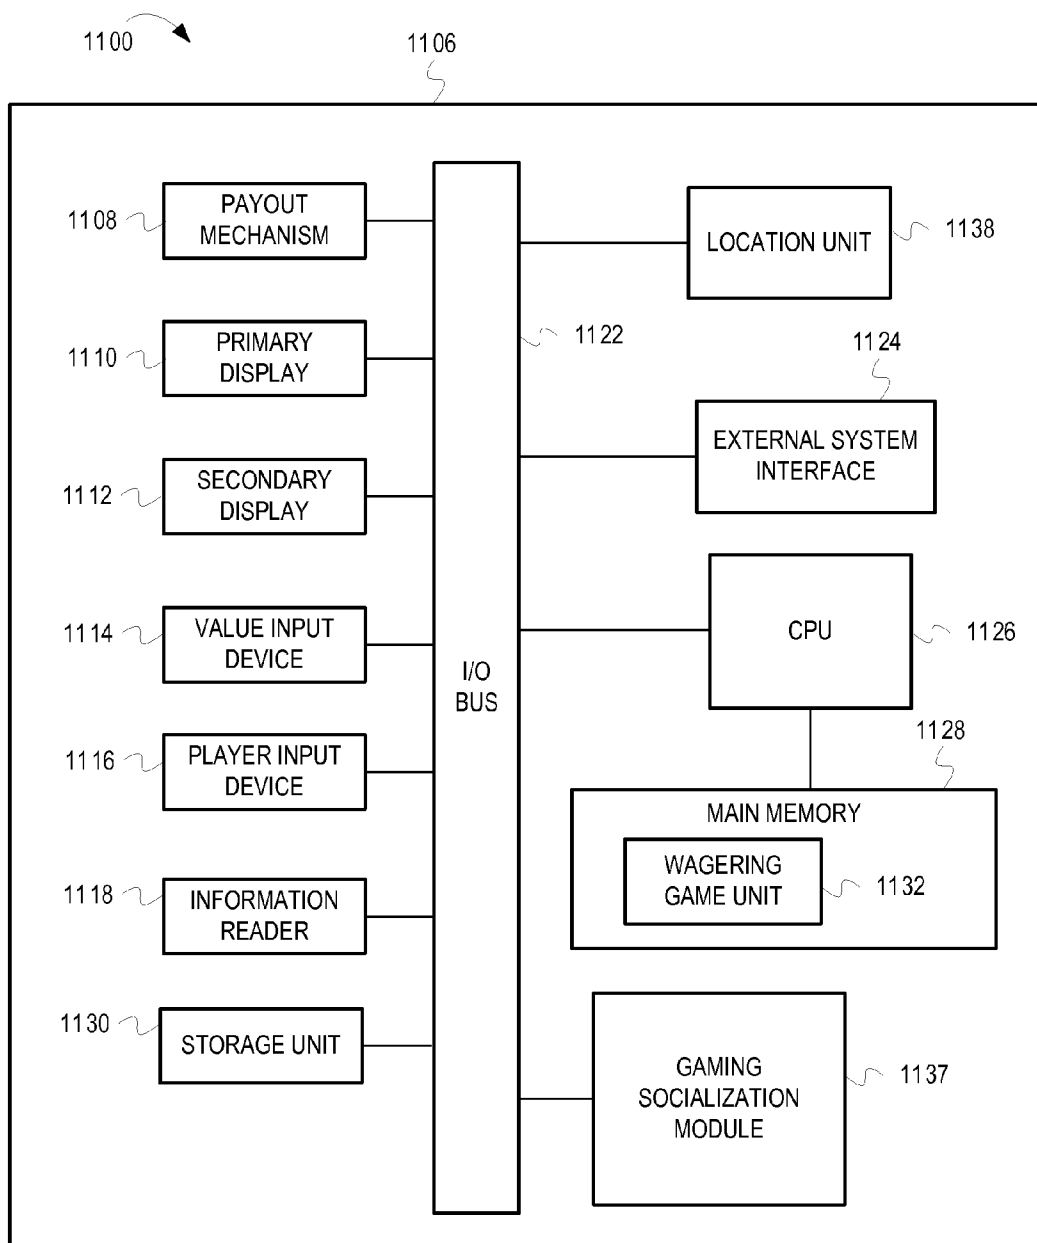 1100
1106
1108
PAYOUT
MECHANISM
1110
PRIMARY
DISPLAY
1112
SECONDARY
DISPLAY
1114
VALUE INPUT
DEVICE
1116
PLAYER INPUT
DEVICE
1118
INFORMATION
READER
1130
STORAGE UNIT
I/O
BUS
1122
LOCATION UNIT
1138
1124
EXTERNAL SYSTEM
INTERFACE
CPU
1126
1128
MAIN MEMORY
WAGERING
GAME UNIT
1132
GAMING
SOCIALIZATION
MODULE
1137